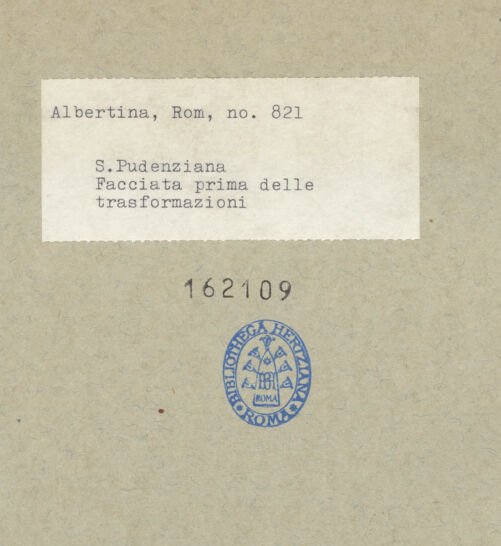 Albertina, Rom, no. 821
S.Pudenziana
Facciata prima delle
trasformazioni
162109
BIBLIOTHECA HERTZIANA
ROMA
ROMA